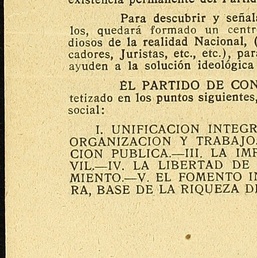 existencia permanente del Partido
Para descubrir y señala
los, quedará formado un centr
diosos de la realidad Nacional, (
cadores, Juristas, etc., etc.), para
ayuden a la solución ideológica
EL PARTIDO DE CON
tetizado en los puntos siguientes,
social:
I. UNIFICACION INTEGR
ORGANIZACION Y TRABAJO.
CION PUBLICA.—III. LA IMP
VIL.—IV. LA LIBERTAD DE
MIENTO.—V. EL FOMENTO IN
RA, BASE DE LA RIQUEZA DE